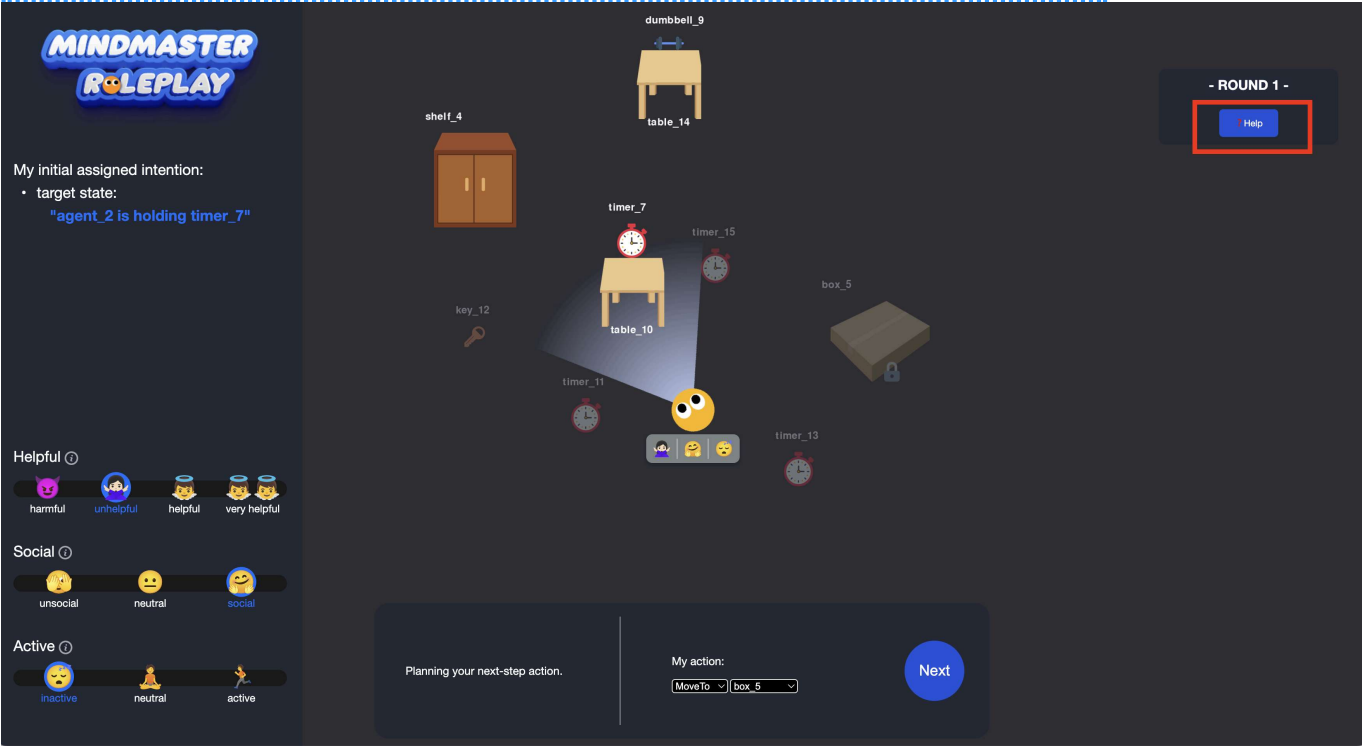 MINDMASTER
ROLEPLAY
My initial assigned intention:
• target state:
"agent_2 is holding timer_7"
Helpful
harmful unhelpful helpful very helpful
Social
unsocial neutral social
Active
inactive neutral active
dumbbell_9
table_14
shelf_4
timer_7
timer_15
box_5
key_12
table_10
timer_11
timer_13
- ROUND 1 -
Help
Planning your next-step action.
My action:
MoveTo box_5
Next